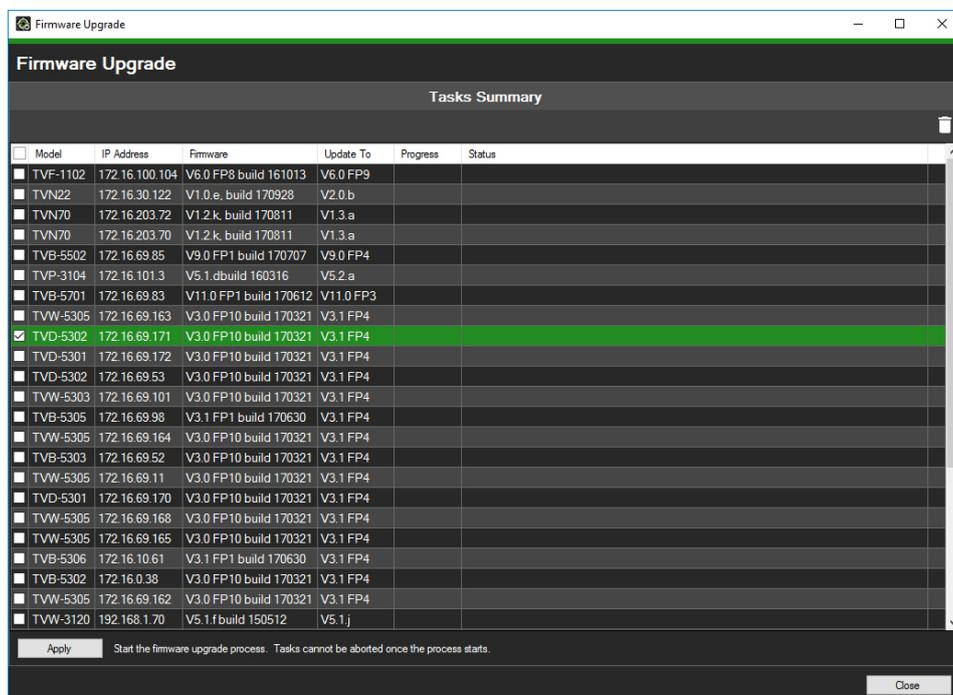 Firmware Upgrade
Firmware Upgrade
Tasks Summary
Model IP Address Firmware Update To Progress Status
TVF-1102 172.16.100.104 V6.0 FP8 build 161013 V6.0 FP9
TVN22 172.16.30.122 V1.0.e, build 170928 V2.0.b
TVN70 172.16.203.72 V1.2.k, build 170811 V1.3.a
TVN70 172.16.203.70 V1.2.k, build 170811 V1.3.a
TVB-5502 172.16.69.85 V9.0 FP1 build 170707 V9.0 FP4
TVP-3104 172.16.101.3 V5.1.dbuild 160316 V5.2.a
TVB-5701 172.16.69.83 V11.0 FP1 build 170612 V11.0 FP3
TVW-5305 172.16.69.163 V3.0 FP10 build 170321 V3.1 FP4
TVD-5302 172.16.69.171 V3.0 FP10 build 170321 V3.1 FP4
TVD-5301 172.16.69.172 V3.0 FP10 build 170321 V3.1 FP4
TVD-5302 172.16.69.53 V3.0 FP10 build 170321 V3.1 FP4
TVW-5303 172.16.69.101 V3.0 FP10 build 170321 V3.1 FP4
TVB-5305 172.16.69.98 V3.1 FP1 build 170630 V3.1 FP4
TVW-5305 172.16.69.164 V3.0 FP10 build 170321 V3.1 FP4
TVB-5303 172.16.69.52 V3.0 FP10 build 170321 V3.1 FP4
TVW-5305 172.16.69.11 V3.0 FP10 build 170321 V3.1 FP4
TVD-5301 172.16.69.170 V3.0 FP10 build 170321 V3.1 FP4
TVW-5305 172.16.69.168 V3.0 FP10 build 170321 V3.1 FP4
TVW-5305 172.16.69.165 V3.0 FP10 build 170321 V3.1 FP4
TVB-5306 172.16.10.61 V3.1 FP1 build 170630 V3.1 FP4
TVB-5302 172.16.0.38 V3.0 FP10 build 170321 V3.1 FP4
TVW-5305 172.16.69.162 V3.0 FP10 build 170321 V3.1 FP4
TVW-3120 192.168.1.70 V5.1.f build 150512 V5.1.j
Apply Start the firmware upgrade process. Tasks cannot be aborted once the process starts.
Close